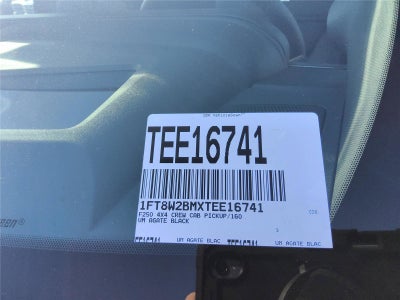 TEE16741
1FT8W2BMXTEE16741
F250 4X4 CREW CAB PICKUP/160
UM AGATE BLACK
UM AGATE BLAC
UM AGATE BLAC